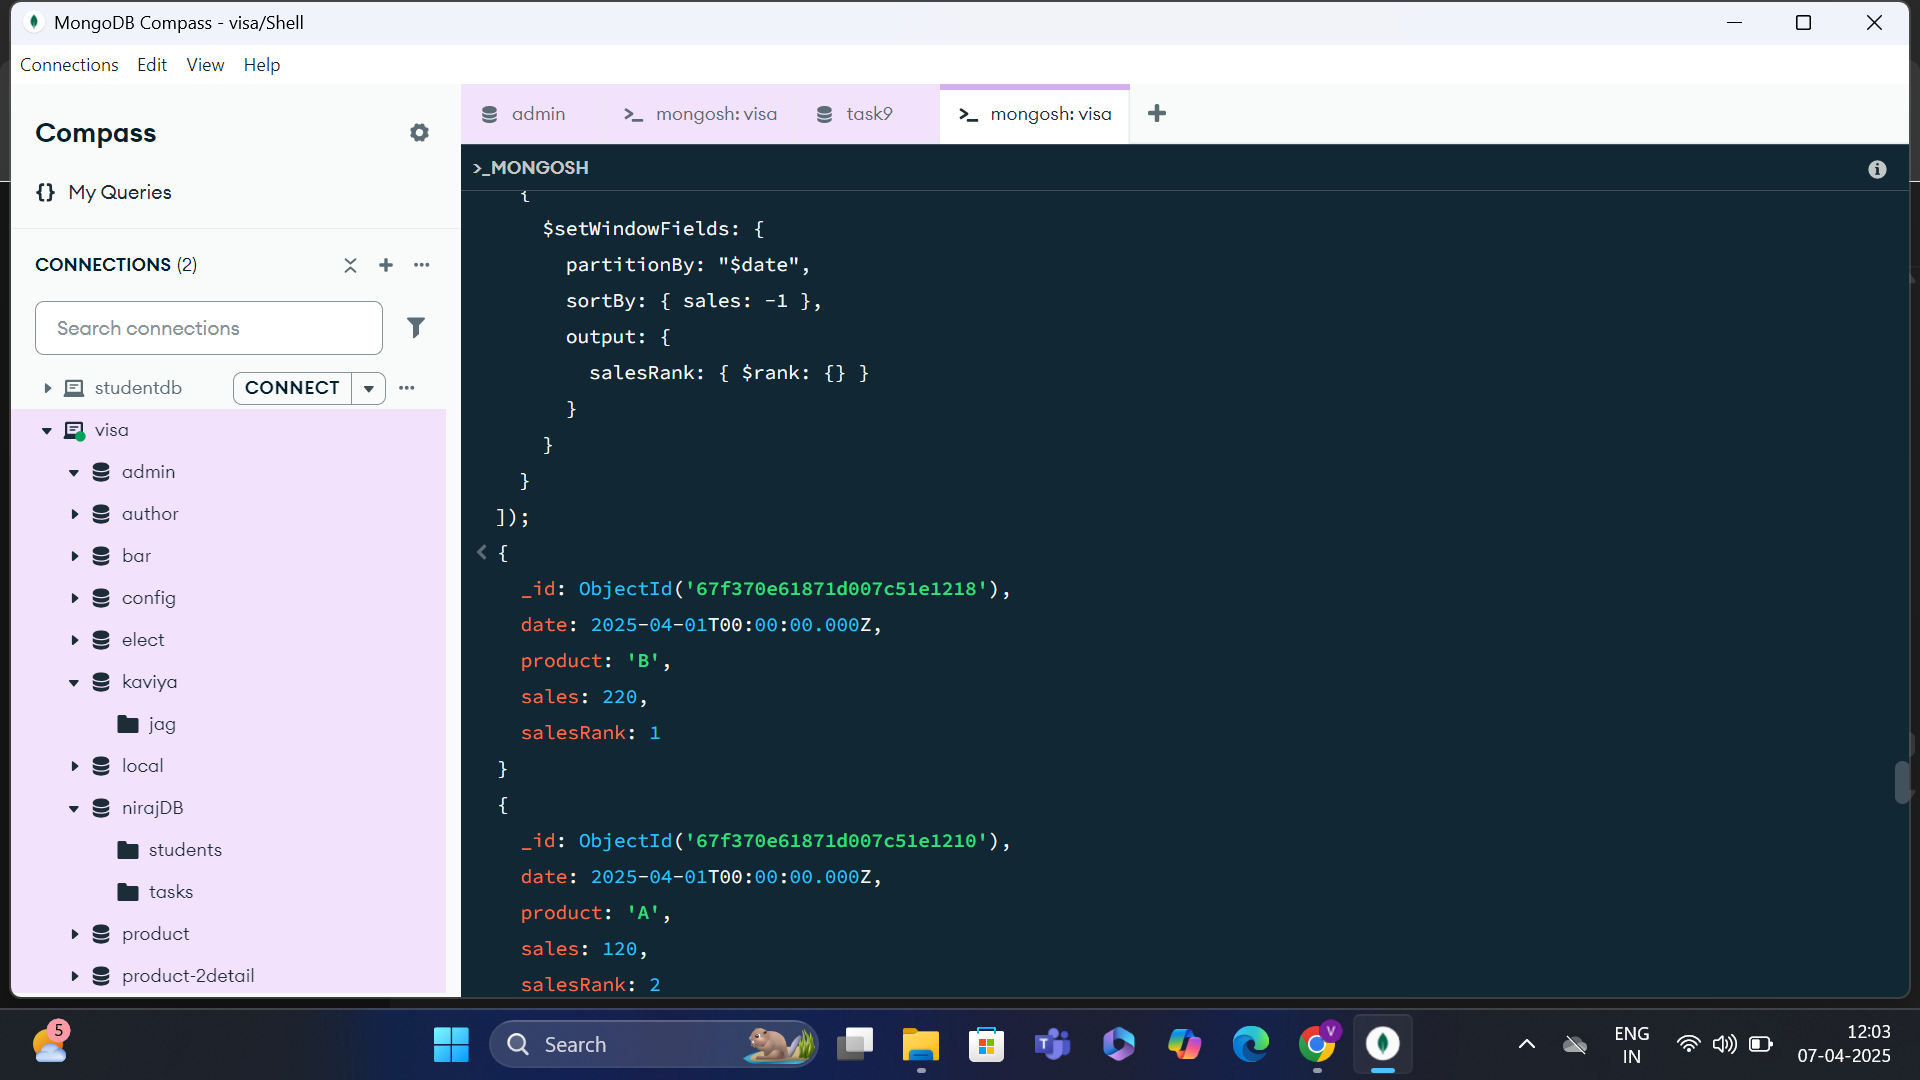 MongoDB Compass - visa/Shell
Connections Edit View Help
Compass
My Queries
CONNECTIONS (2)
Search connections
studentdb
CONNECT
visa
admin
author
bar
config
elect
kaviya
jag
local
nirajDB
students
tasks
product
product-2detail
admin
mongosh: visa
task9
mongosh: visa
>_MONGOSH
{
$setWindowFields: {
partitionBy: "$date",
sortBy: { sales: -1 },
output: {
salesRank: { $rank: {} }
}
}
}
]);
{
_id: ObjectId('67f370e61871d007c51e1218'),
date: 2025-04-01T00:00:00.000Z,
product: 'B',
sales: 220,
salesRank: 1
}
{
_id: ObjectId('67f370e61871d007c51e1210'),
date: 2025-04-01T00:00:00.000Z,
product: 'A',
sales: 120,
salesRank: 2
5
Search
V
ENG
IN
12:03
07-04-2025